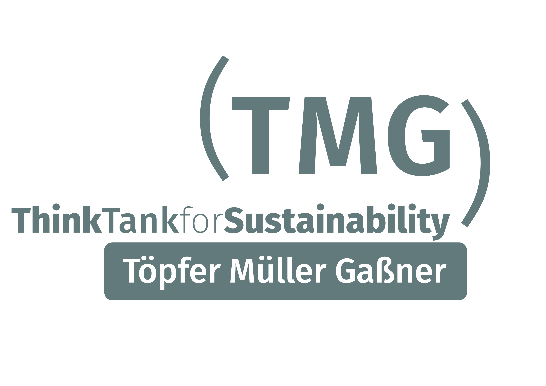 (TMG)
ThinkTankforSustainability
Töpfer Müller Gaßner